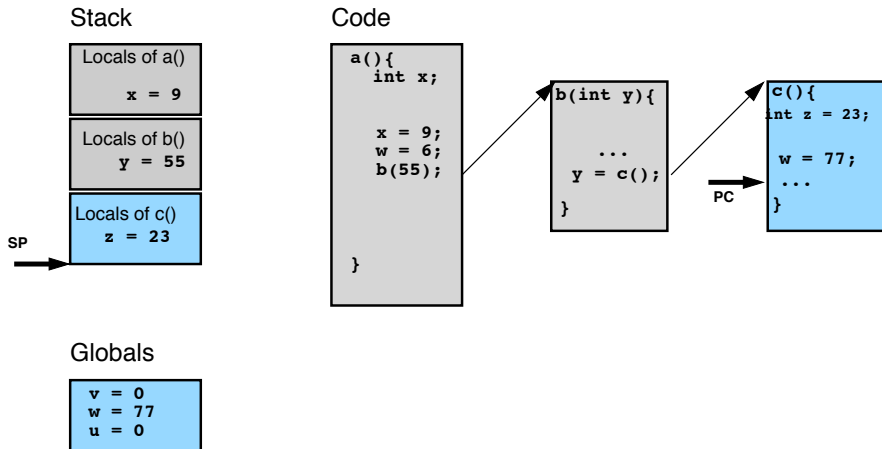 Stack
Locals of a()
x = 9
Locals of b()
y = 55
Locals of c()
z = 23
SP
Code
a(){
int x;
x = 9;
w = 6;
b(55);
}
b(int y){
...
y = c();
}
c(){
int z = 23;
w = 77;
...
}
PC
Globals
v = 0
w = 77
u = 0